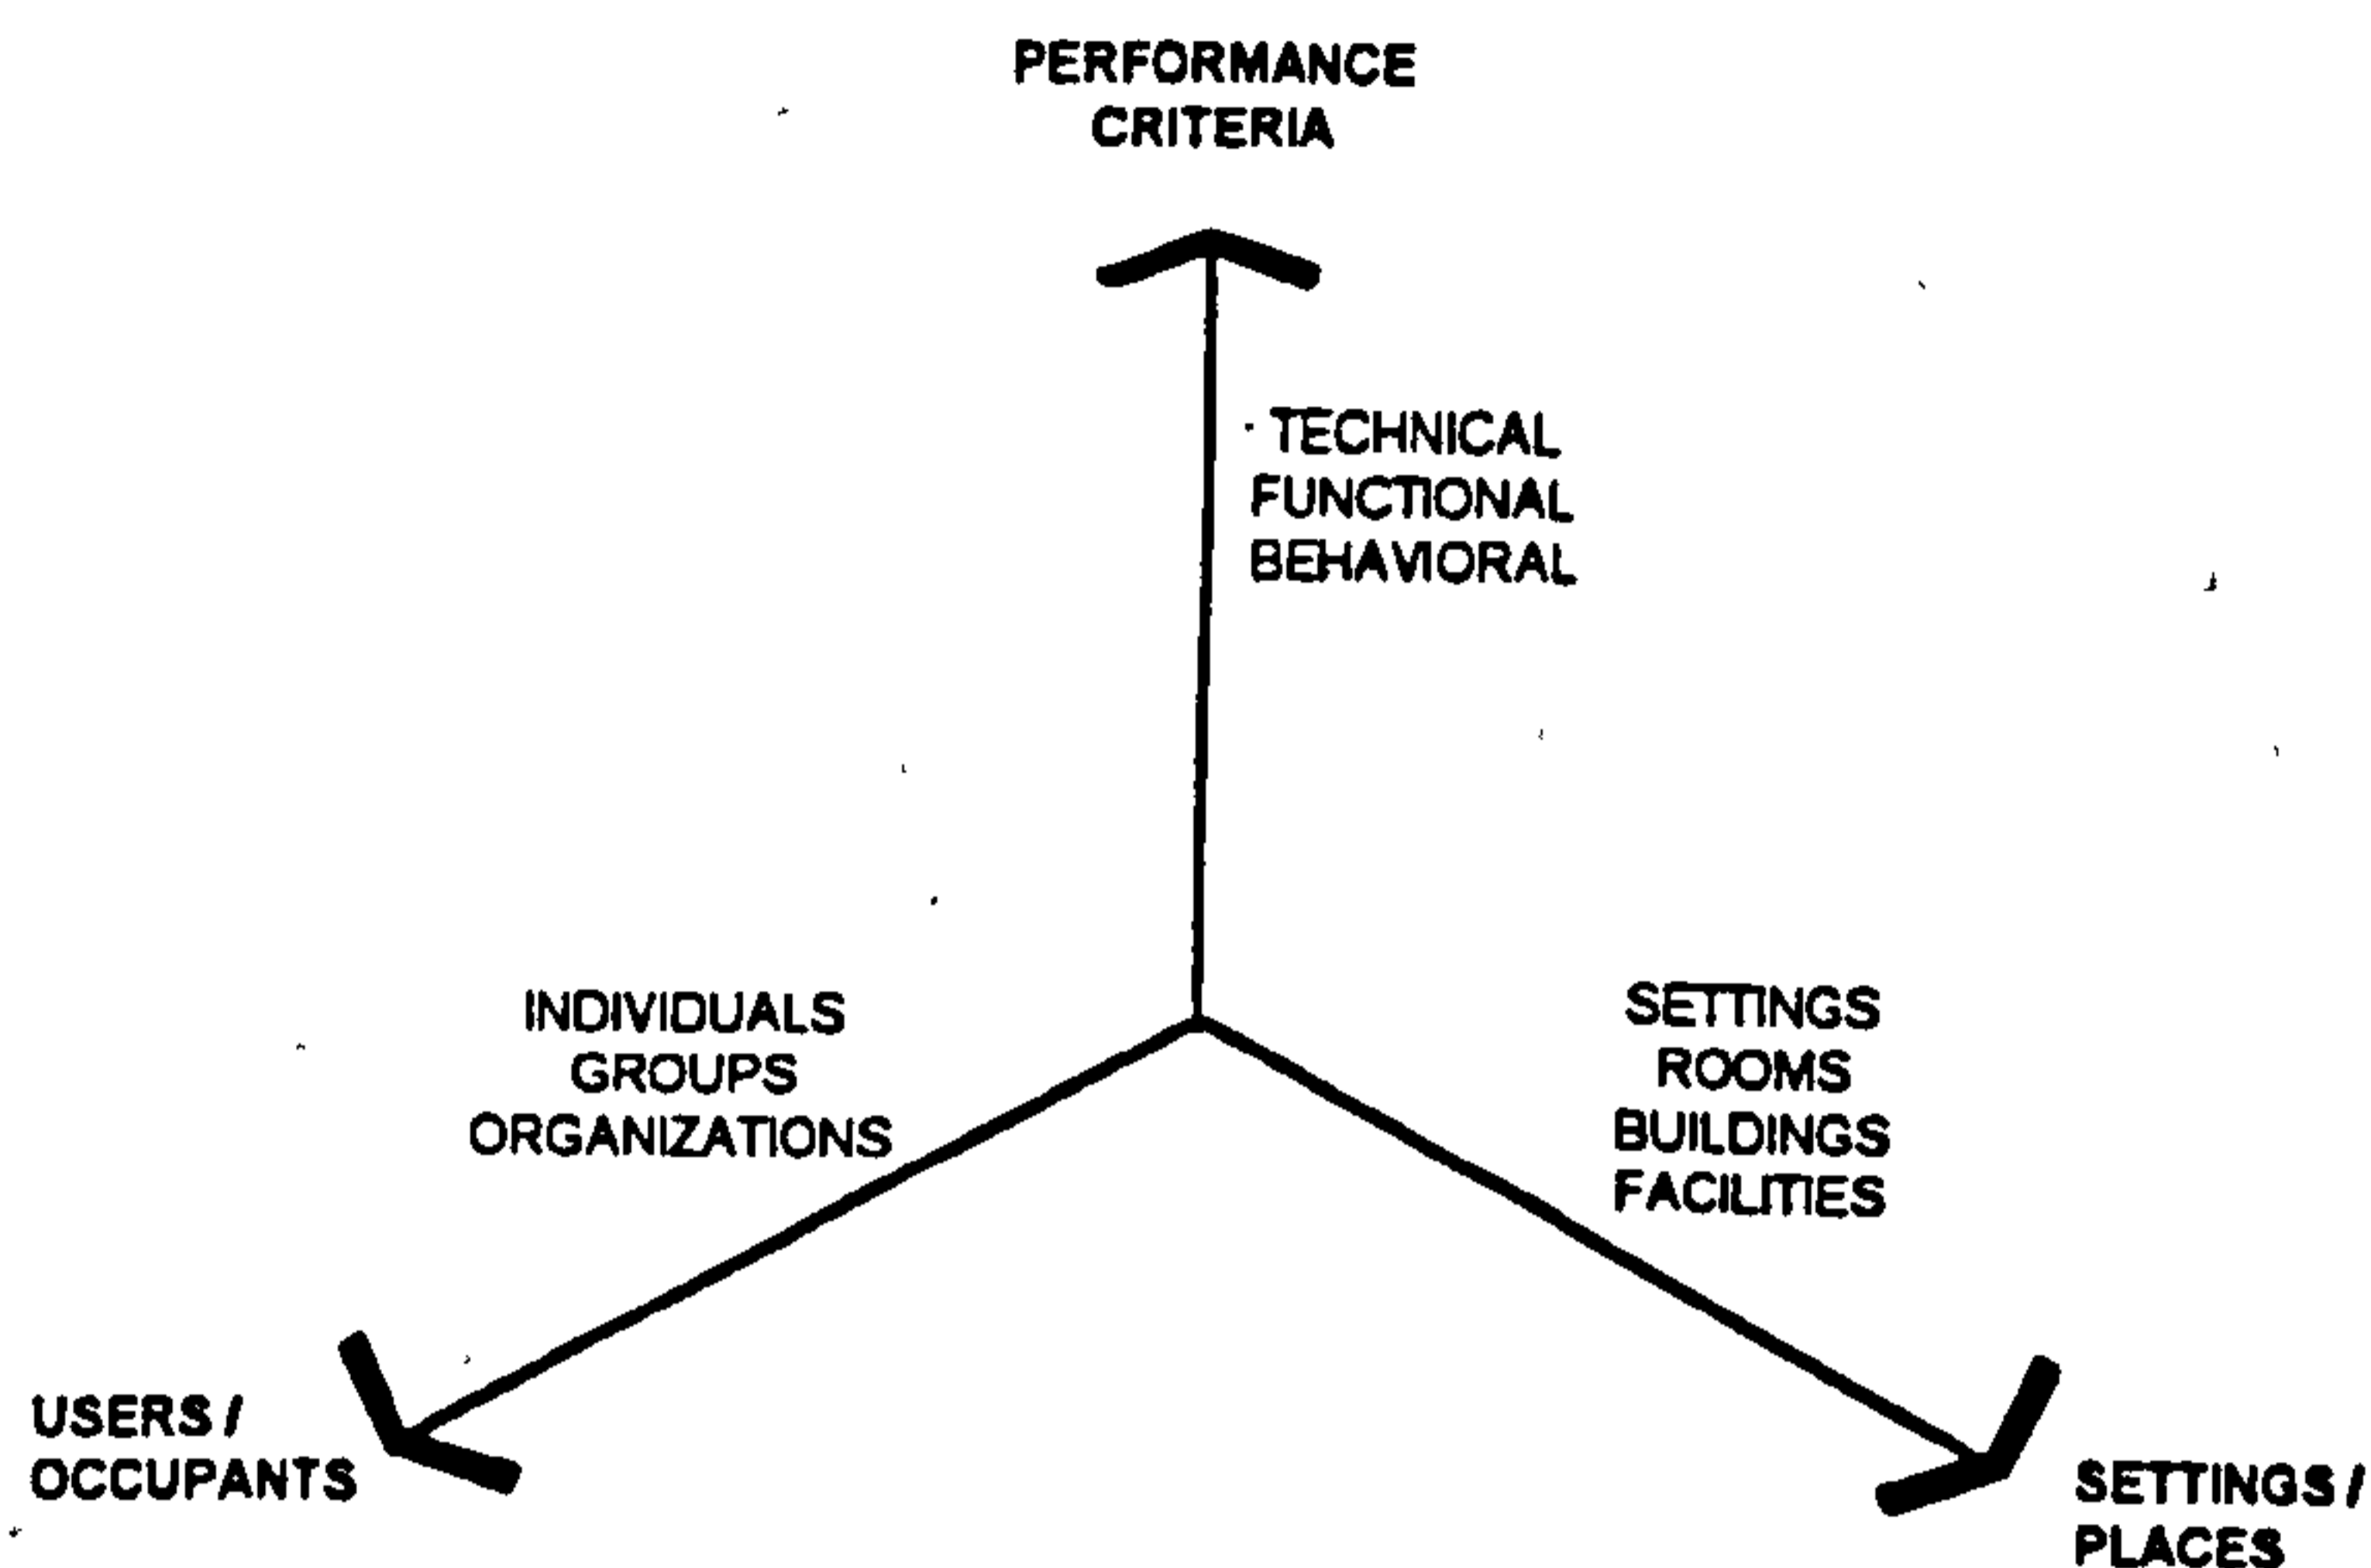 PERFORMANCE
CRITERIA
TECHNICAL
FUNCTIONAL
BEHAVIORAL
INDIVIDUALS
GROUPS
ORGANIZATIONS
SETTINGS
ROOMS
BUILDINGS
FACILITIES
USERS /
OCCUPANTS
SETTINGS /
PLACES